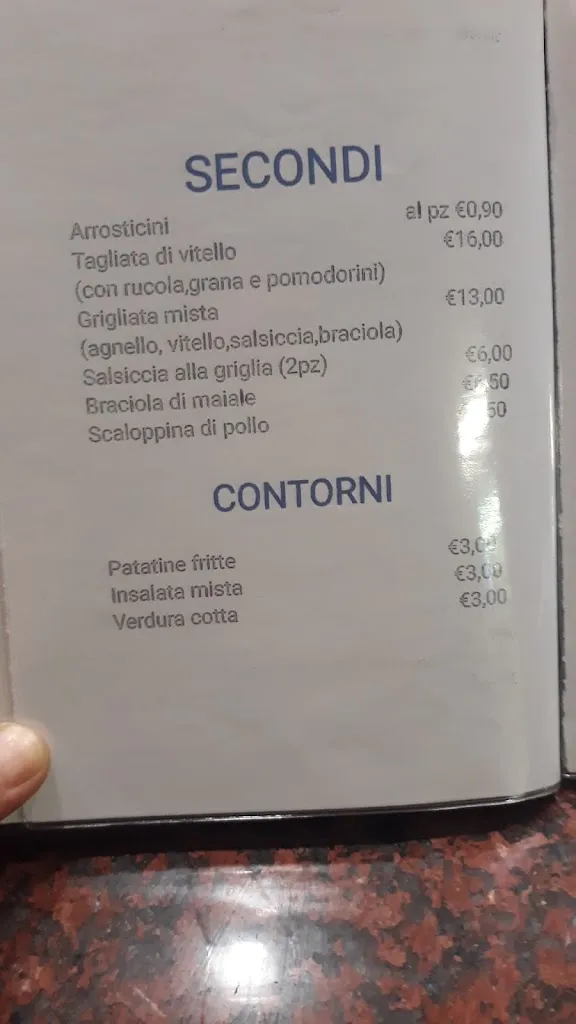 SECONDI
Arrosticini al pz €0,90
Tagliata di vitello €16,00
(con rucola,grana e pomodorini)
Grigliata mista €13,00
(agnello, vitello,salsiccia,braciola)
Salsiccia alla griglia (2pz) €6,00
Braciola di maiale
Scaloppina di pollo
CONTORNI
Patatine fritte €3,00
Insalata mista €3,00
Verdura cotta €3,00